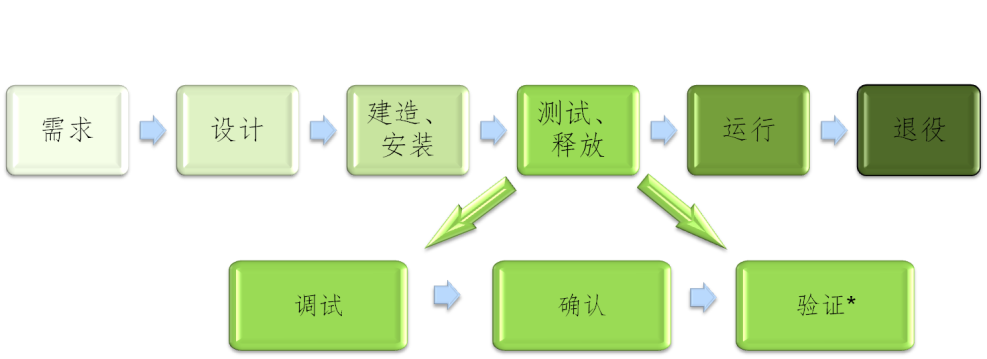 需求
设计
建造、
安装
测试、
释放
运行
退役
调试
确认
验证*